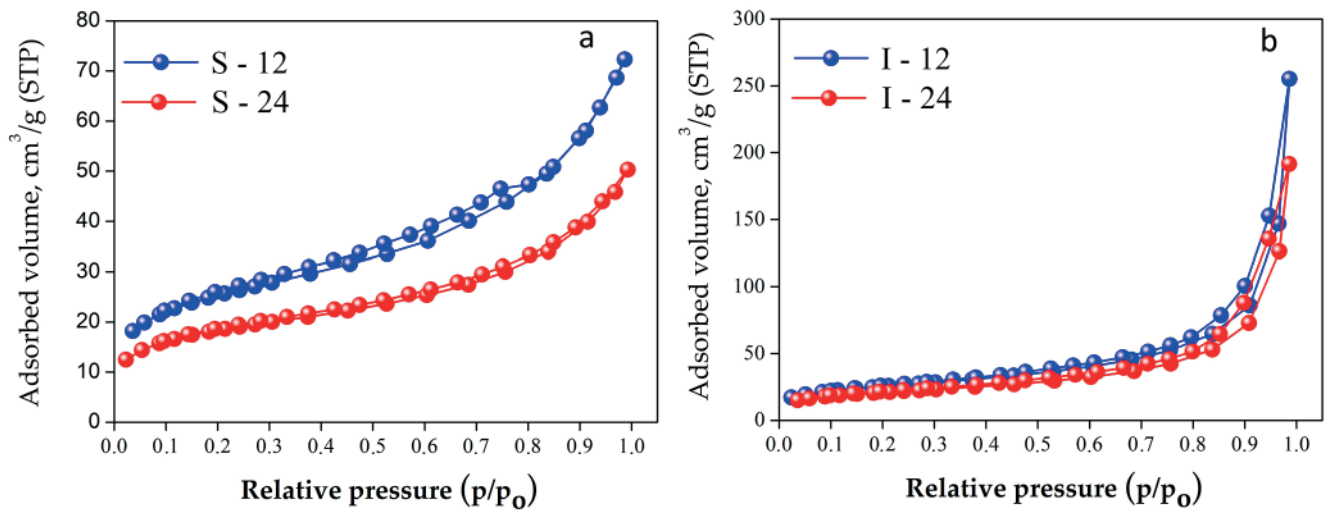 a
S - 12
S - 24
Adsorbed volume, cm³/g (STP)
80
70
60
50
40
30
20
10
0
0.0 0.1 0.2 0.3 0.4 0.5 0.6 0.7 0.8 0.9 1.0
Relative pressure (p/p₀)
b
I - 12
I - 24
Adsorbed volume, cm³/g (STP)
300
250
200
150
100
50
0
0.0 0.1 0.2 0.3 0.4 0.5 0.6 0.7 0.8 0.9 1.0
Relative pressure (p/p₀)